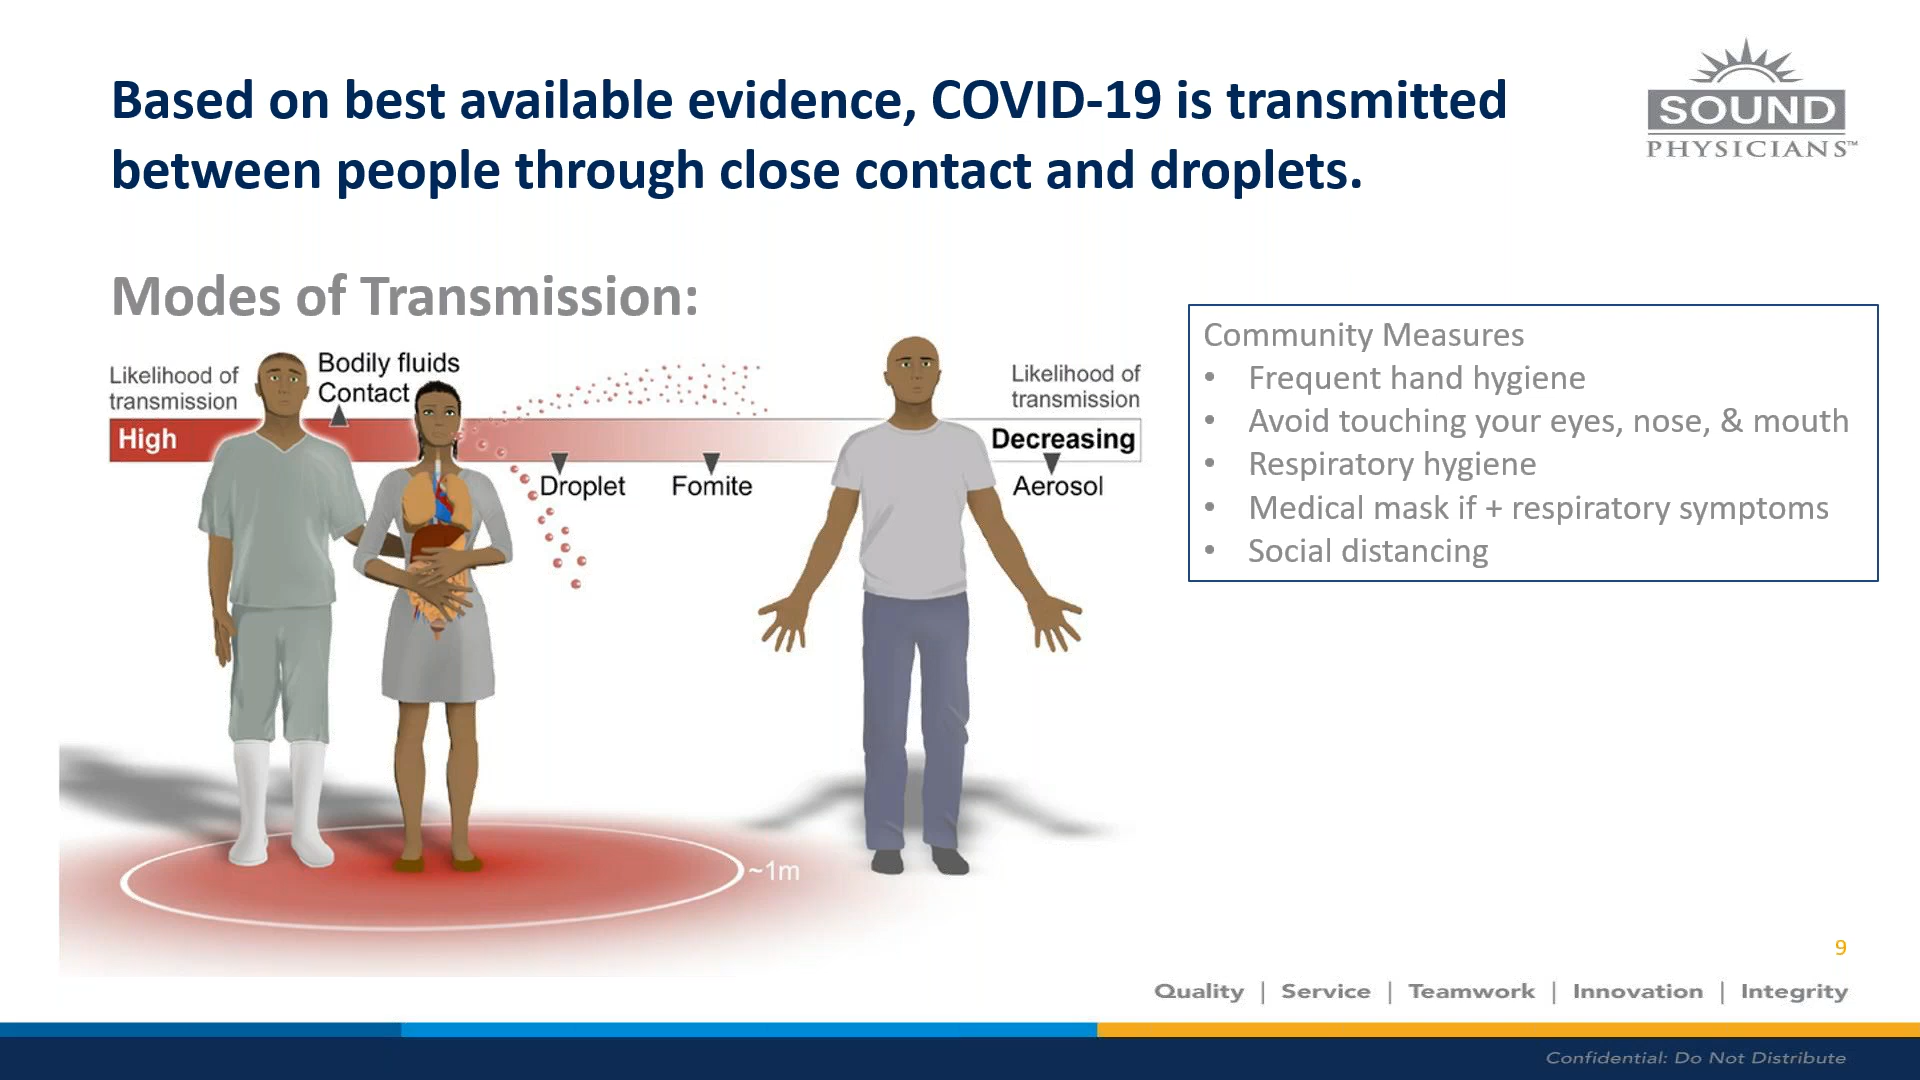 Based on best available evidence, COVID-19 is transmitted
between people through close contact and droplets.
SOUND
PHYSICIANS™
Modes of Transmission:
Likelihood of
transmission
Bodily fluids
Contact
Likelihood of
transmission
High
Decreasing
Droplet
Fomite
Aerosol
~1m
Community Measures
• Frequent hand hygiene
• Avoid touching your eyes, nose, & mouth
• Respiratory hygiene
• Medical mask if + respiratory symptoms
• Social distancing
9
Quality | Service | Teamwork | Innovation | Integrity
Confidential: Do Not Distribute